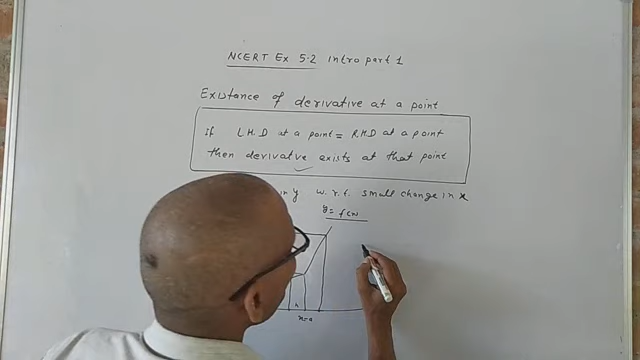 NCERT Ex 5.2 Intro part 1
Existance of derivative at a point
If L.H.D at a point = R.H.D at a point
then derivative exists at that point
in y w.r.t. small change in x
y = f(x)
h
x=a